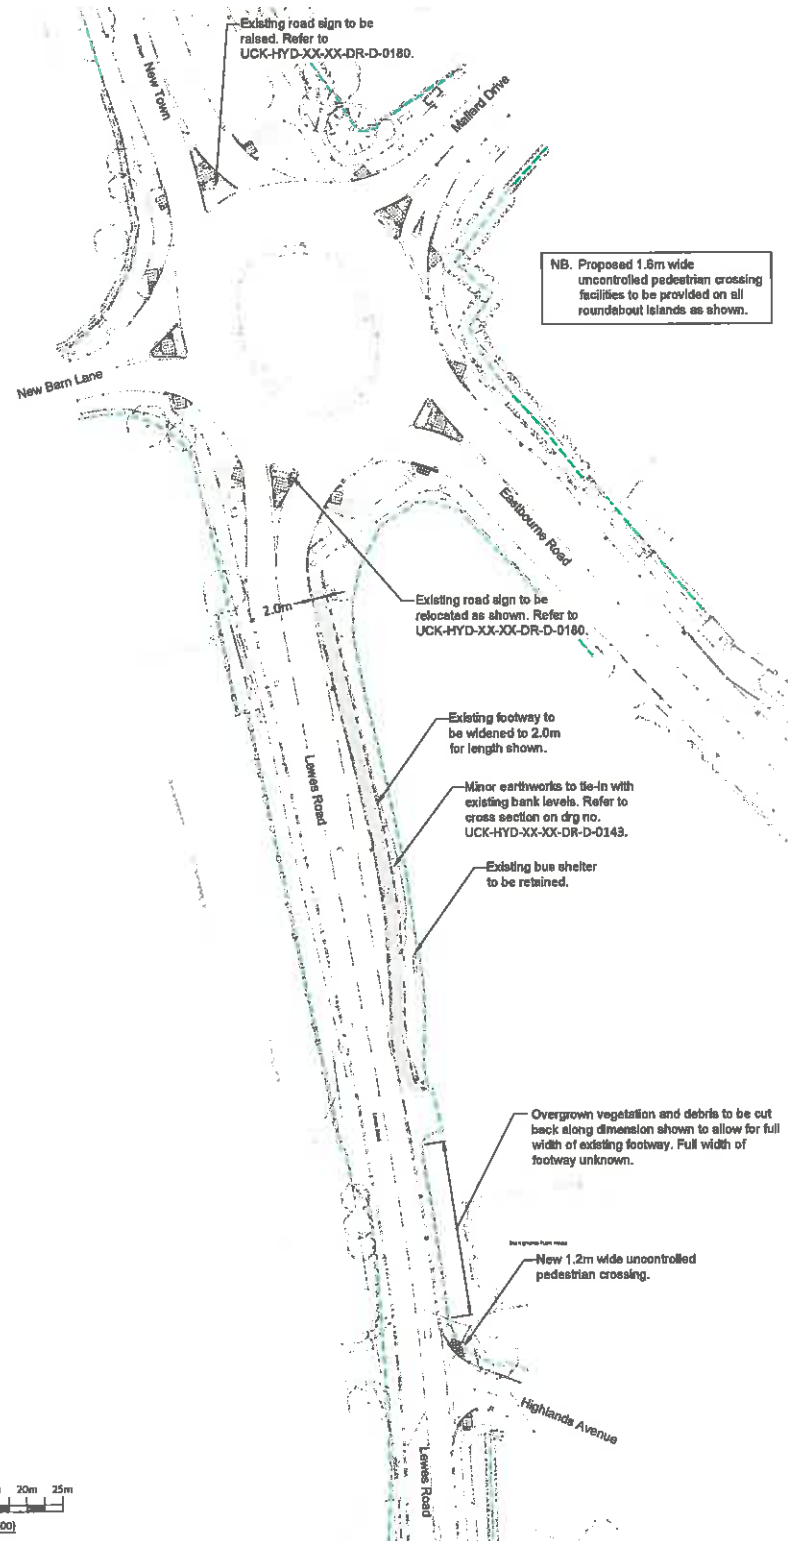 Existing road sign to be
raised. Refer to
UCK-HYD-XX-XX-DR-D-0180.
New Town
Mallard Drive
NB. Proposed 1.6m wide
uncontrolled pedestrian crossing
facilities to be provided on all
roundabout islands as shown.
New Barn Lane
Eastbourne Road
2.0m
Existing road sign to be
relocated as shown. Refer to
UCK-HYD-XX-XX-DR-D-0180.
Existing footway to
be widened to 2.0m
for length shown.
Lewes Road
Minor earthworks to tie-in with
existing bank levels. Refer to
cross section on drg no.
UCK-HYD-XX-XX-DR-D-0143.
Existing bus shelter
to be retained.
Overgrown vegetation and debris to be cut
back along dimension shown to allow for full
width of existing footway. Full width of
footway unknown.
New 1.2m wide uncontrolled
pedestrian crossing.
Highlands Avenue
Lewes Road
20m 25m
00)